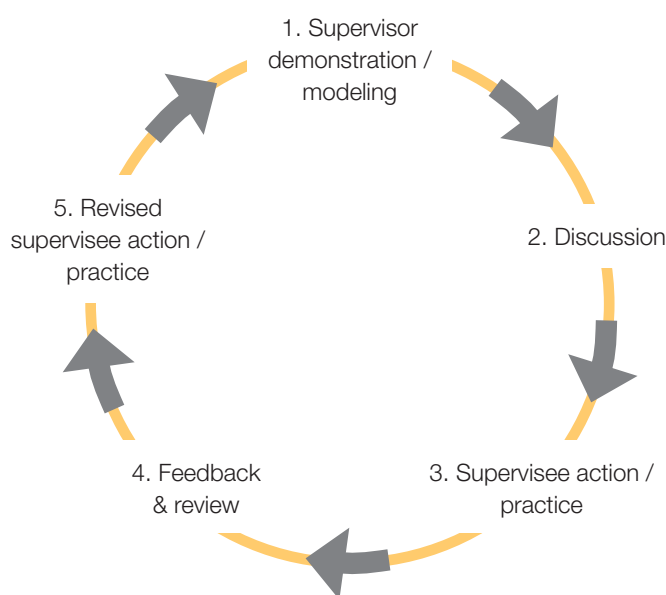 1. Supervisor
demonstration /
modeling
2. Discussion
3. Supervisee action /
practice
4. Feedback
& review
5. Revised
supervisee action /
practice